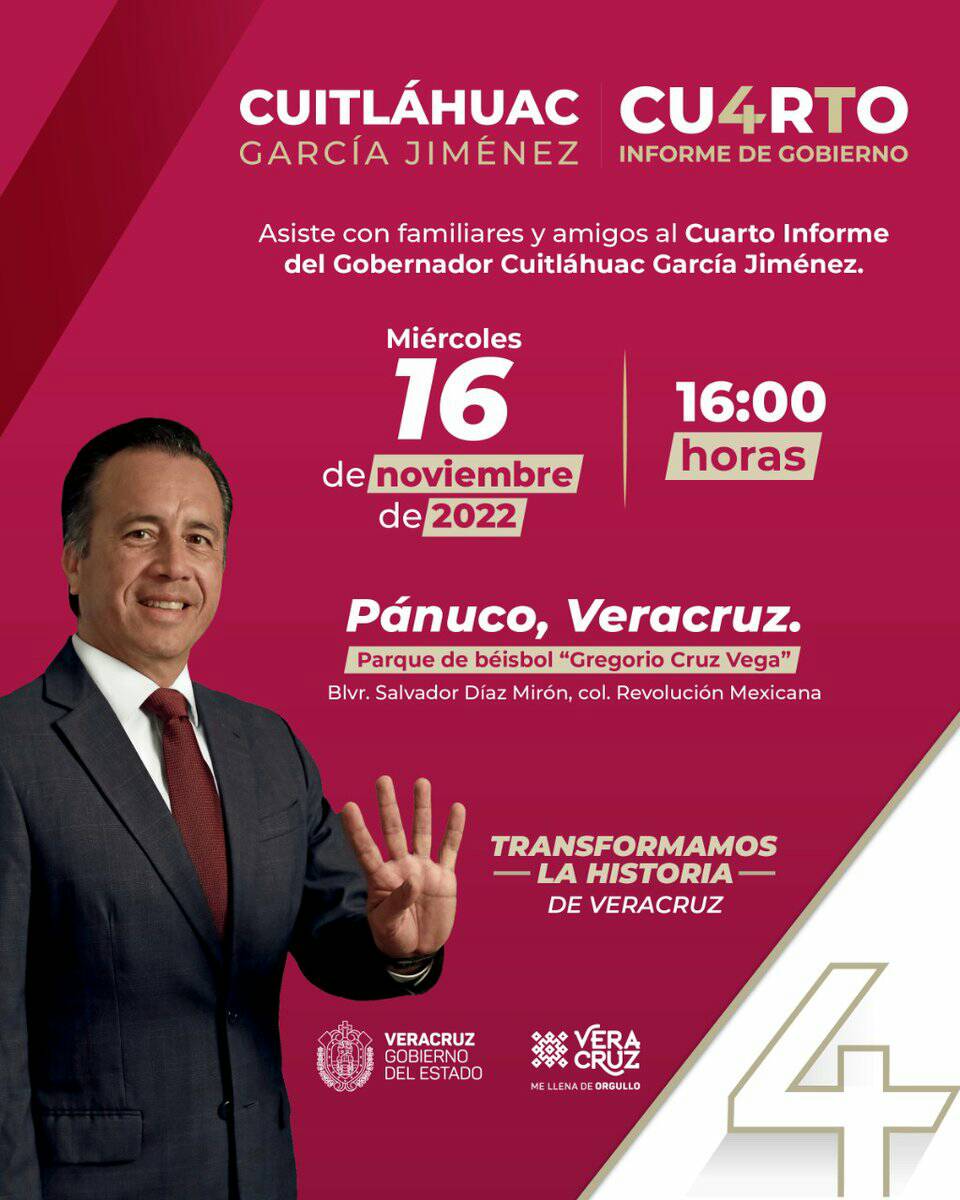 CUITLÁHUAC
GARCÍA JIMÉNEZ
CU4RTO
INFORME DE GOBIERNO
Asiste con familiares y amigos al Cuarto Informe
del Gobernador Cuitláhuac García Jiménez.
Miércoles
16
de noviembre
de 2022
16:00
horas
Pánuco, Veracruz.
Parque de béisbol “Gregorio Cruz Vega”
Blvr. Salvador Díaz Mirón, col. Revolución Mexicana
TRANSFORMAMOS
LA HISTORIA
DE VERACRUZ
VERACRUZ
GOBIERNO
DEL ESTADO
VERA
CRUZ
ME LLENA DE ORGULLO
4